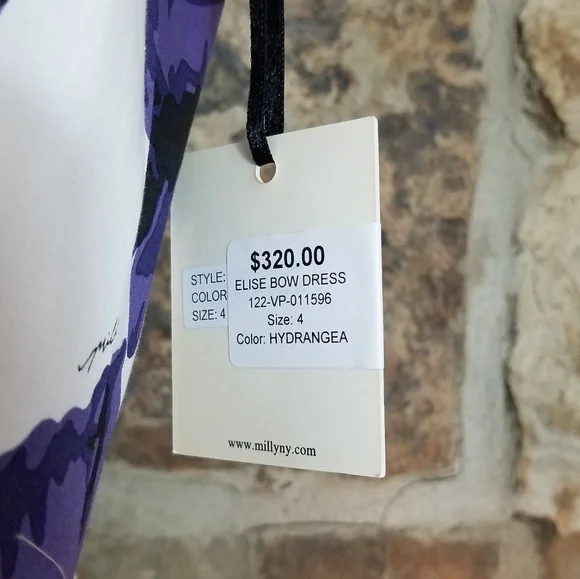 $320.00
ELISE BOW DRESS
122-VP-011596
Size: 4
Color: HYDRANGEA
STYLE:
COLOR
SIZE: 4
www.millyny.com